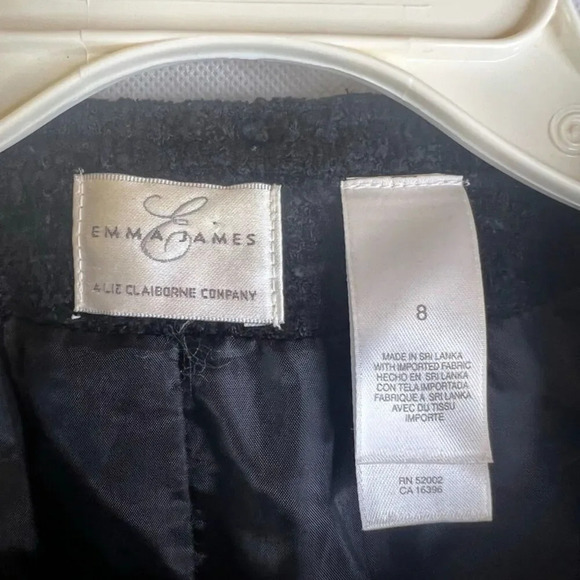 E
EMMA JAMES
A LIZ CLAIBORNE COMPANY
8
MADE IN SRI LANKA
WITH IMPORTED FABRIC
HECHO EN SRI LANKA
CON TELA IMPORTADA
FABRIQUE A SRI LANKA
AVEC DU TISSU
IMPORTE
RN 52002
CA 16396